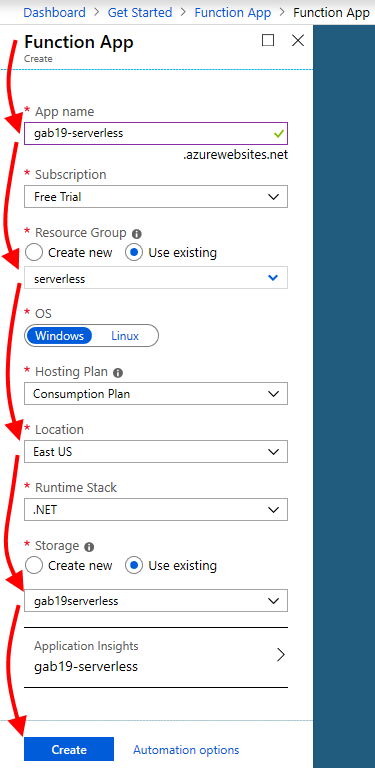 Dashboard > Get Started > Function App > Function App
Function App
Create
* App name
gab19-serverless
.azurewebsites.net
* Subscription
Free Trial
* Resource Group
Create new Use existing
serverless
* OS
Windows Linux
* Hosting Plan
Consumption Plan
* Location
East US
* Runtime Stack
.NET
* Storage
Create new Use existing
gab19serverless
Application Insights
gab19-serverless
Create Automation options